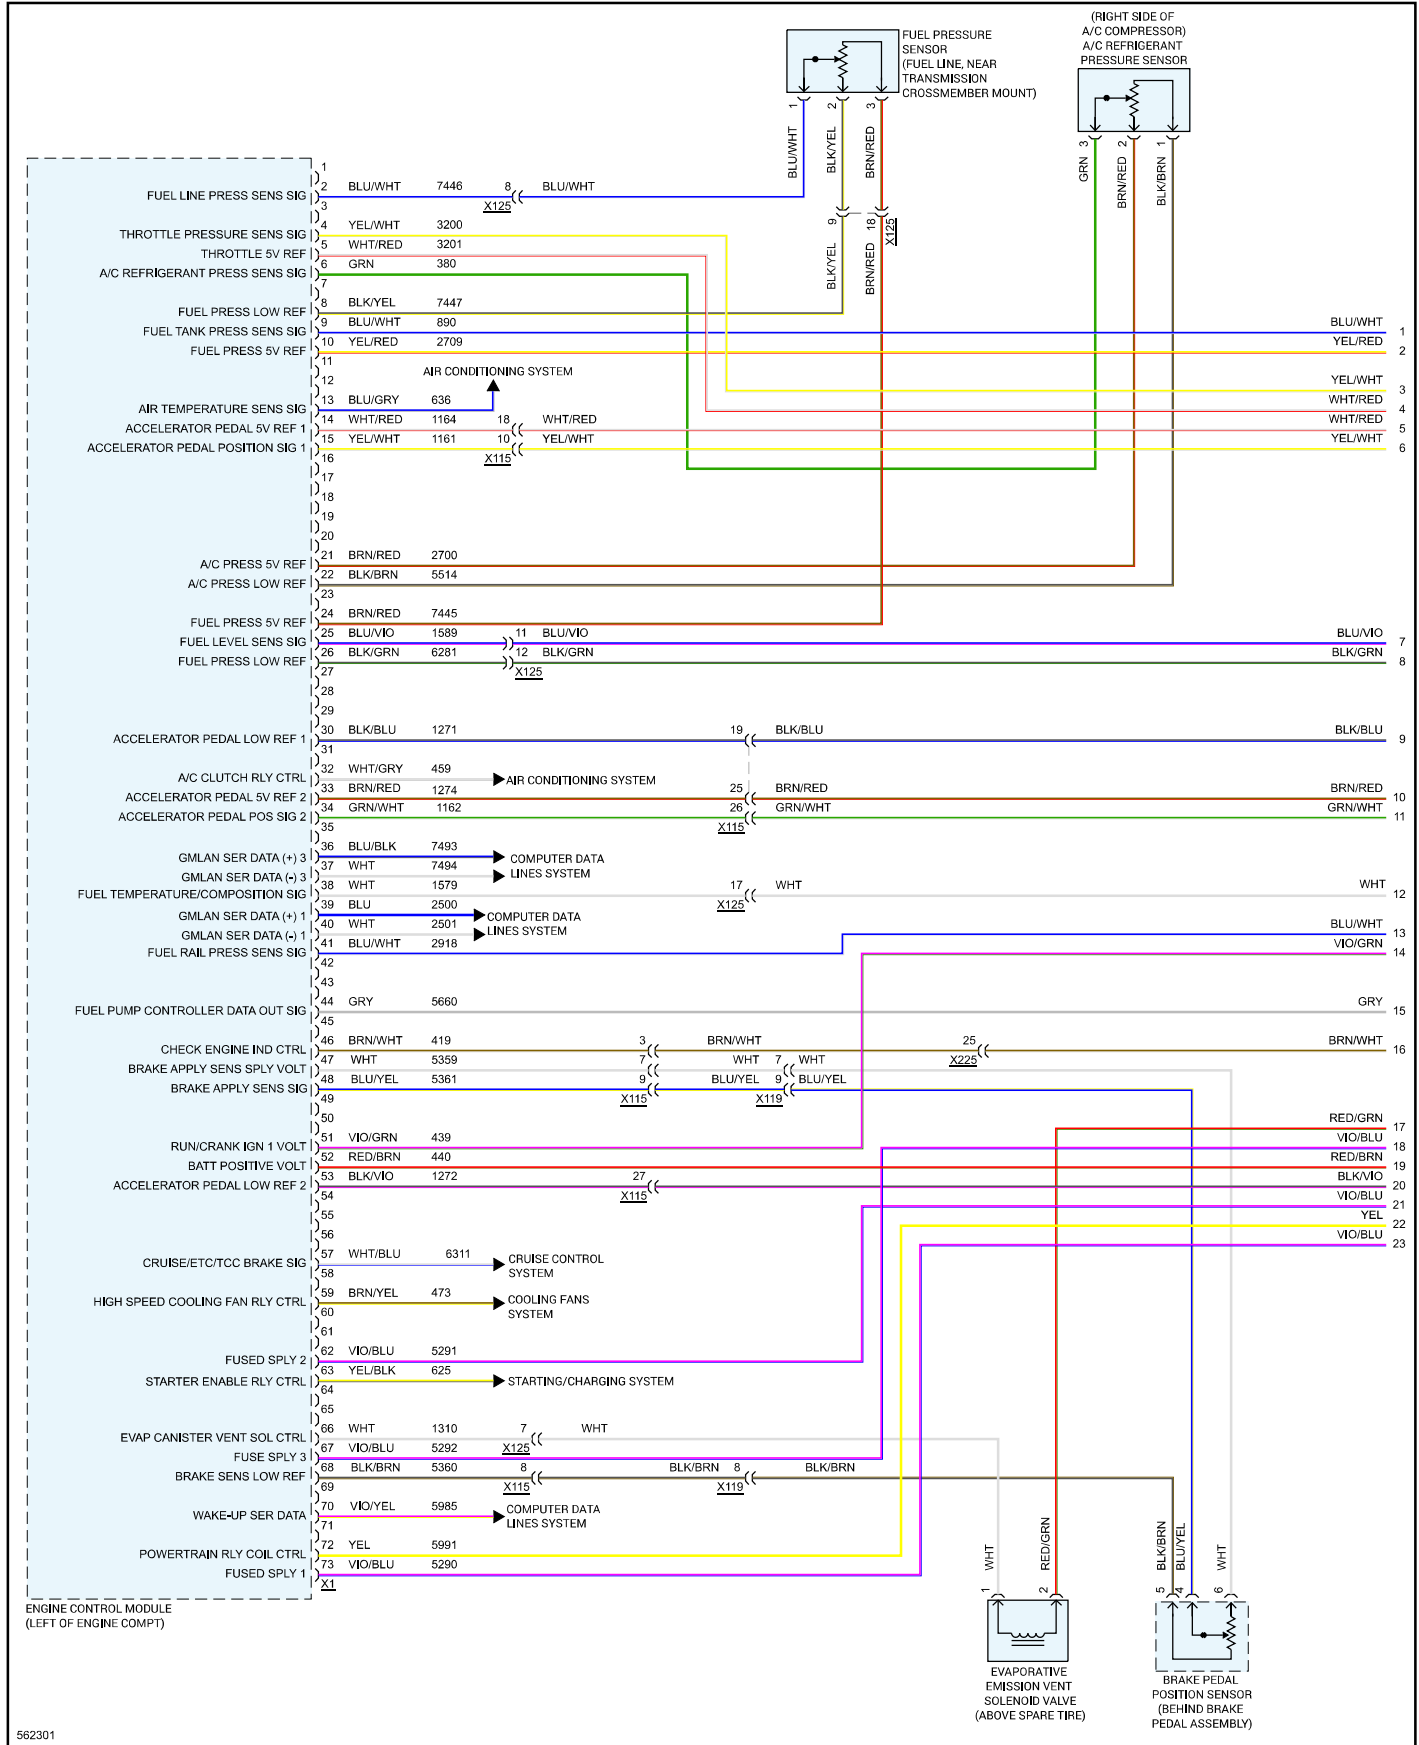 FUEL PRESSURE
SENSOR
(FUEL LINE, NEAR
TRANSMISSION
CROSSMEMBER MOUNT)
(RIGHT SIDE OF
A/C COMPRESSOR)
A/C REFRIGERANT
PRESSURE SENSOR
1 2 3
BLU/WHT BLK/YEL BRN/RED
3 2 1
GRN BRN/RED BLK/BRN
9 18 X125
BLK/YEL BRN/RED
1
2 BLU/WHT 7446 8 BLU/WHT
FUEL LINE PRESS SENS SIG
3 X125
4 YEL/WHT 3200
THROTTLE PRESSURE SENS SIG
5 WHT/RED 3201
THROTTLE 5V REF
6 GRN 380
A/C REFRIGERANT PRESS SENS SIG
7
8 BLK/YEL 7447
FUEL PRESS LOW REF
9 BLU/WHT 890 BLU/WHT 1
FUEL TANK PRESS SENS SIG
10 YEL/RED 2709 YEL/RED 2
FUEL PRESS 5V REF
11
12
AIR CONDITIONING SYSTEM
YEL/WHT 3
13 BLU/GRY 636
AIR TEMPERATURE SENS SIG
WHT/RED 4
14 WHT/RED 1164 18 WHT/RED WHT/RED 5
ACCELERATOR PEDAL 5V REF 1
15 YEL/WHT 1161 10 YEL/WHT YEL/WHT 6
ACCELERATOR PEDAL POSITION SIG 1
16 X115
17
18
19
20
21 BRN/RED 2700
A/C PRESS 5V REF
22 BLK/BRN 5514
A/C PRESS LOW REF
23
24 BRN/RED 7445
FUEL PRESS 5V REF
25 BLU/VIO 1589 11 BLU/VIO BLU/VIO 7
FUEL LEVEL SENS SIG
26 BLK/GRN 6281 12 BLK/GRN BLK/GRN 8
FUEL PRESS LOW REF
27 X125
28
29
30 BLK/BLU 1271 19 BLK/BLU BLK/BLU 9
ACCELERATOR PEDAL LOW REF 1
31
32 WHT/GRY 459
A/C CLUTCH RLY CTRL AIR CONDITIONING SYSTEM
33 BRN/RED 1274 25 BRN/RED BRN/RED 10
ACCELERATOR PEDAL 5V REF 2
34 GRN/WHT 1162 26 GRN/WHT GRN/WHT 11
ACCELERATOR PEDAL POS SIG 2
35 X115
36 BLU/BLK 7493
GMLAN SER DATA (+) 3 COMPUTER DATA
37 WHT 7494
GMLAN SER DATA (-) 3 LINES SYSTEM
38 WHT 1579 17 WHT WHT 12
FUEL TEMPERATURE/COMPOSITION SIG
X125
39 BLU 2500
GMLAN SER DATA (+) 1 COMPUTER DATA
40 WHT 2501
GMLAN SER DATA (-) 1 LINES SYSTEM
BLU/WHT 13
41 BLU/WHT 2918 VIO/GRN 14
FUEL RAIL PRESS SENS SIG
42
43
44 GRY 5660 GRY 15
FUEL PUMP CONTROLLER DATA OUT SIG
45
46 BRN/WHT 419 3 BRN/WHT 25 BRN/WHT 16
CHECK ENGINE IND CTRL
X225
47 WHT 5359 7 WHT 7 WHT
BRAKE APPLY SENS SPLY VOLT
48 BLU/YEL 5361 9 BLU/YEL 9 BLU/YEL
BRAKE APPLY SENS SIG
49 X115 X119
50
RED/GRN 17
51 VIO/GRN 439 VIO/BLU 18
RUN/CRANK IGN 1 VOLT
52 RED/BRN 440 RED/BRN 19
BATT POSITIVE VOLT
53 BLK/VIO 1272 27 BLK/VIO 20
ACCELERATOR PEDAL LOW REF 2
54 X115
VIO/BLU 21
55
YEL 22
56
VIO/BLU 23
57 WHT/BLU 6311
CRUISE/ETC/TCC BRAKE SIG CRUISE CONTROL
58 SYSTEM
59 BRN/YEL 473
HIGH SPEED COOLING FAN RLY CTRL COOLING FANS
60 SYSTEM
61
62 VIO/BLU 5291
FUSED SPLY 2
63 YEL/BLK 625
STARTER ENABLE RLY CTRL STARTING/CHARGING SYSTEM
64
65
66 WHT 1310 7 WHT
EVAP CANISTER VENT SOL CTRL
X125
67 VIO/BLU 5292
FUSE SPLY 3
68 BLK/BRN 5360 8 BLK/BRN 8 BLK/BRN
BRAKE SENS LOW REF
69 X115 X119
70 VIO/YEL 5985
WAKE-UP SER DATA COMPUTER DATA
71 LINES SYSTEM
72 YEL 5991
POWERTRAIN RLY COIL CTRL
73 VIO/BLU 5290
FUSED SPLY 1
X1
WHT RED/GRN
1 2
BLK/BRN BLU/YEL WHT
5 4 6
ENGINE CONTROL MODULE
(LEFT OF ENGINE COMPT)
EVAPORATIVE
EMISSION VENT
SOLENOID VALVE
(ABOVE SPARE TIRE)
BRAKE PEDAL
POSITION SENSOR
(BEHIND BRAKE
PEDAL ASSEMBLY)
562301